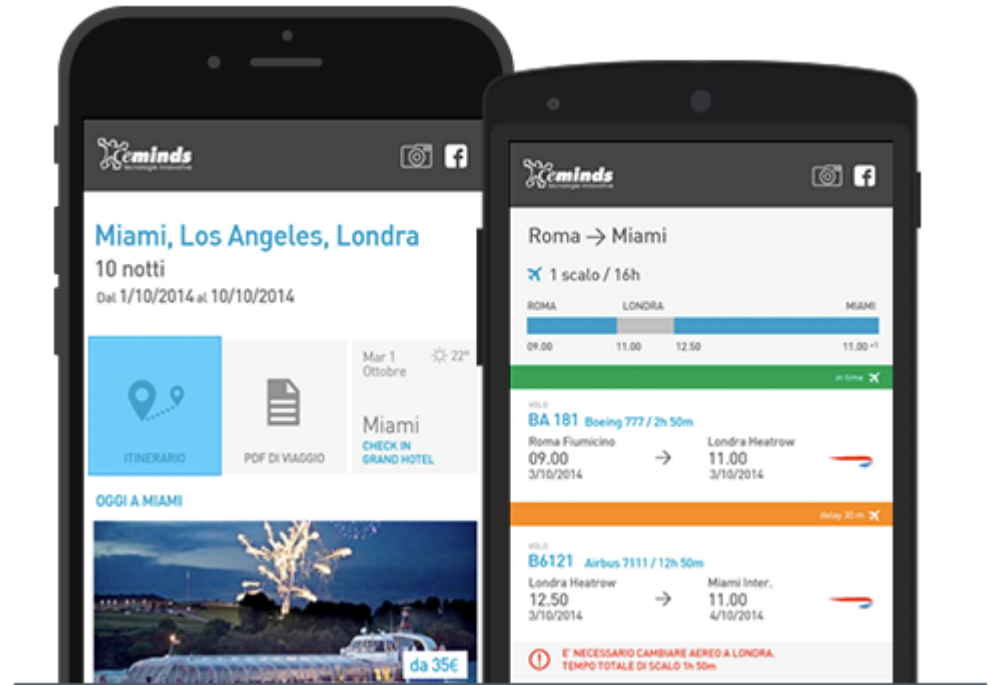 eminds
tecnologie innovative
Miami, Los Angeles, Londra
10 notti
Dal 1/10/2014 al 10/10/2014
ITINERARIO
PDF DI VIAGGIO
Mar 1
Ottobre
22°
Miami
CHECK IN
GRAND HOTEL
OGGI A MIAMI
da 35€
eminds
tecnologie innovative
Roma → Miami
1 scalo / 16h
ROMA LONDRA MIAMI
09.00 11.00 12.50 11.00 +1
in time
VOLO
BA 181 Boeing 777 / 2h 50m
Roma Fiumicino Londra Heatrow
09.00 → 11.00
3/10/2014 3/10/2014
delay 30 m
VOLO
B6121 Airbus 7111 / 12h 50m
Londra Heatrow Miami Inter.
12.50 → 11.00
3/10/2014 4/10/2014
E' NECESSARIO CAMBIARE AEREO A LONDRA.
TEMPO TOTALE DI SCALO 1h 50m